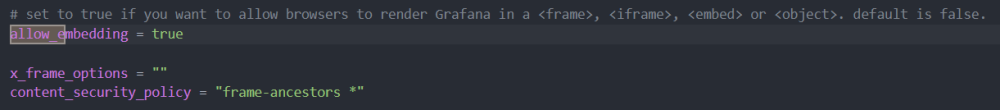 # set to true if you want to allow browsers to render Grafana in a <frame>, <iframe>, <embed> or <object>. default is false.
allow_embedding = true
x_frame_options = ""
content_security_policy = "frame-ancestors *"